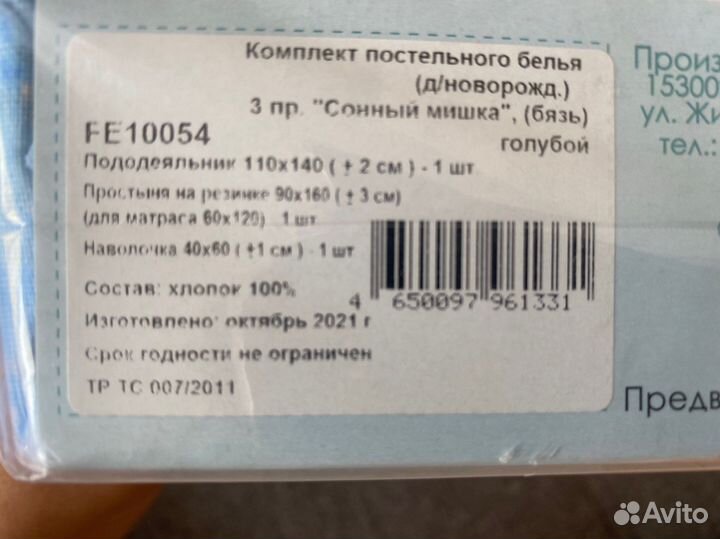 Комплект постельного белья
(д/новорожд.)
3 пр. "Сонный мишка", (бязь)
голубой
FE10054
Пододеяльник 110х140 ( ± 2 см ) - 1 шт
Простыня на резинке 90х160 ( ± 3 см)
(для матраса 60х120) - 1 шт
Наволочка 40х60 ( ±1 см ) - 1 шт
Состав: хлопок 100%
Изготовлено: октябрь 2021 г
Срок годности не ограничен
ТР ТС 007/2011
4 650097 961331
Произ
15300
ул. Жи
тел.:
Предв
Avito